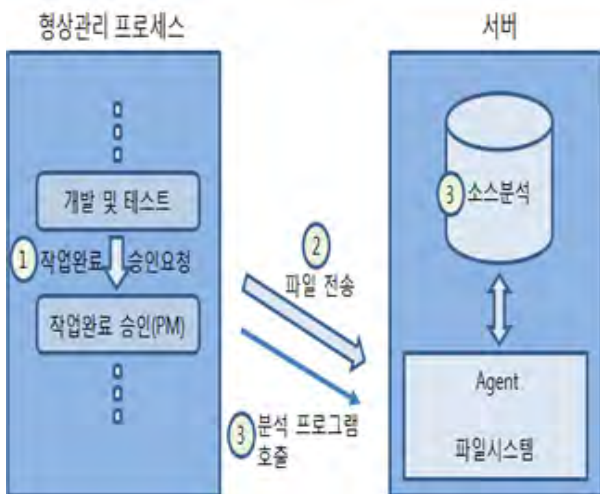 형상관리 프로세스
서버
개발 및 테스트
1 작업완료 승인요청
작업완료 승인(PM)
2
파일 전송
3 분석 프로그램
호출
3 소스분석
Agent
파일시스템